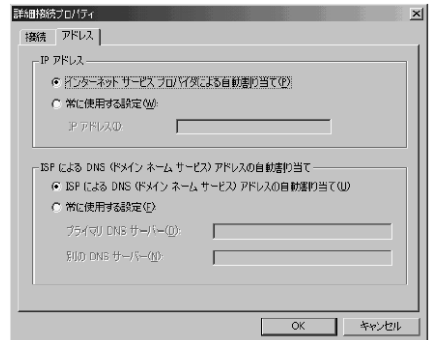 詳細接続プロパティ
接続 アドレス
IP アドレス
インターネット サービス プロバイダによる自動割り当て(P)
常に使用する設定(W):
IP アドレス(I)
ISP による DNS (ドメイン ネーム サービス) アドレスの自動割り当て
ISP による DNS (ドメイン ネーム サービス) アドレスの自動割り当て(U)
常に使用する設定(F)
プライマリ DNS サーバー(D):
別の DNS サーバー(N):
OK キャンセル